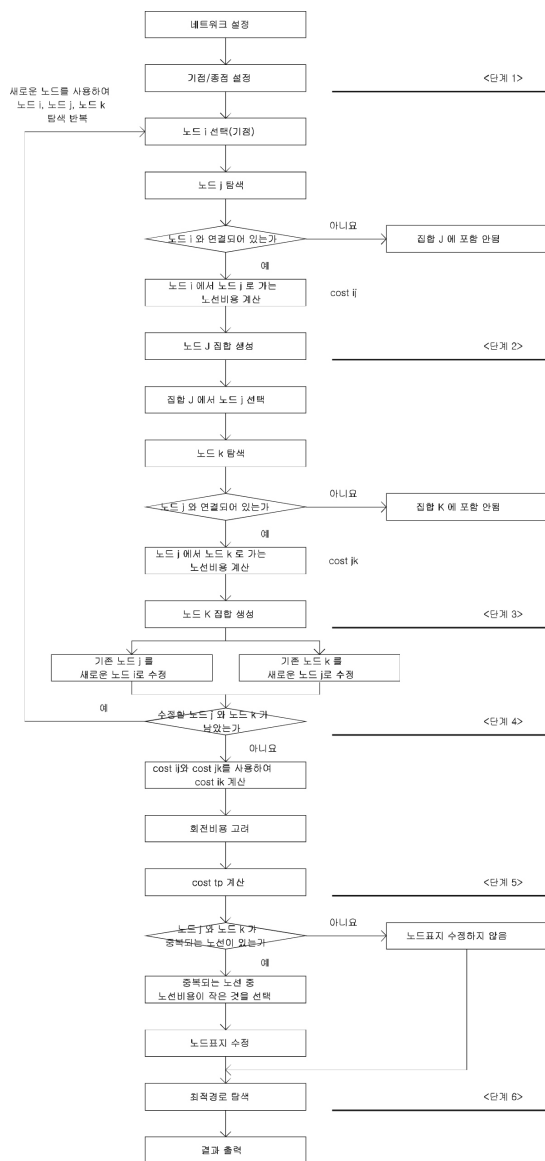 네트워크 설정
기점/종점 설정
<단계 1>
새로운 노드를 사용하여
노드 i, 노드 j, 노드 k
탐색 반복
노드 i 선택(기점)
노드 j 탐색
노드 i 와 연결되어 있는가
아니요
집합 J 에 포함 안됨
예
노드 i 에서 노드 j 로 가는
노선비용 계산
cost ij
노드 J 집합 생성
<단계 2>
집합 J 에서 노드 j 선택
노드 k 탐색
노드 j 와 연결되어 있는가
아니요
집합 K 에 포함 안됨
예
노드 j 에서 노드 k 로 가는
노선비용 계산
cost jk
노드 K 집합 생성
<단계 3>
기존 노드 j 를
새로운 노드 i로 수정
기존 노드 k 를
새로운 노드 j로 수정
예
수정할 노드 j 와 노드 k 가
남았는가
<단계 4>
아니요
cost ij와 cost jk를 사용하여
cost ik 계산
회전비용 고려
cost tp 계산
<단계 5>
노드 j 와 노드 k 가
중복되는 노선이 있는가
아니요
노드표지 수정하지 않음
예
중복되는 노선 중
노선비용이 작은 것을 선택
노드표지 수정
최적경로 탐색
<단계 6>
결과 출력